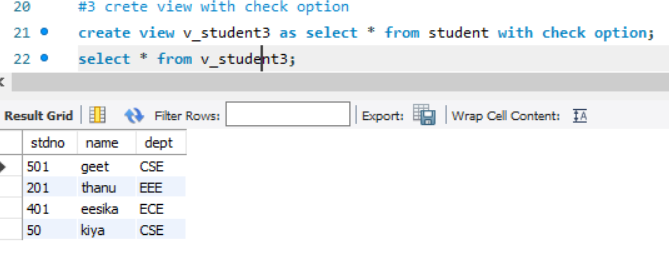 20 #3 crete view with check option
21 create view v_student3 as select * from student with check option;
22 select * from v_student3;
Result Grid Filter Rows: Export: Wrap Cell Content: IA
stdno name dept
501 geet CSE
201 thanu EEE
401 eesika ECE
50 kiya CSE